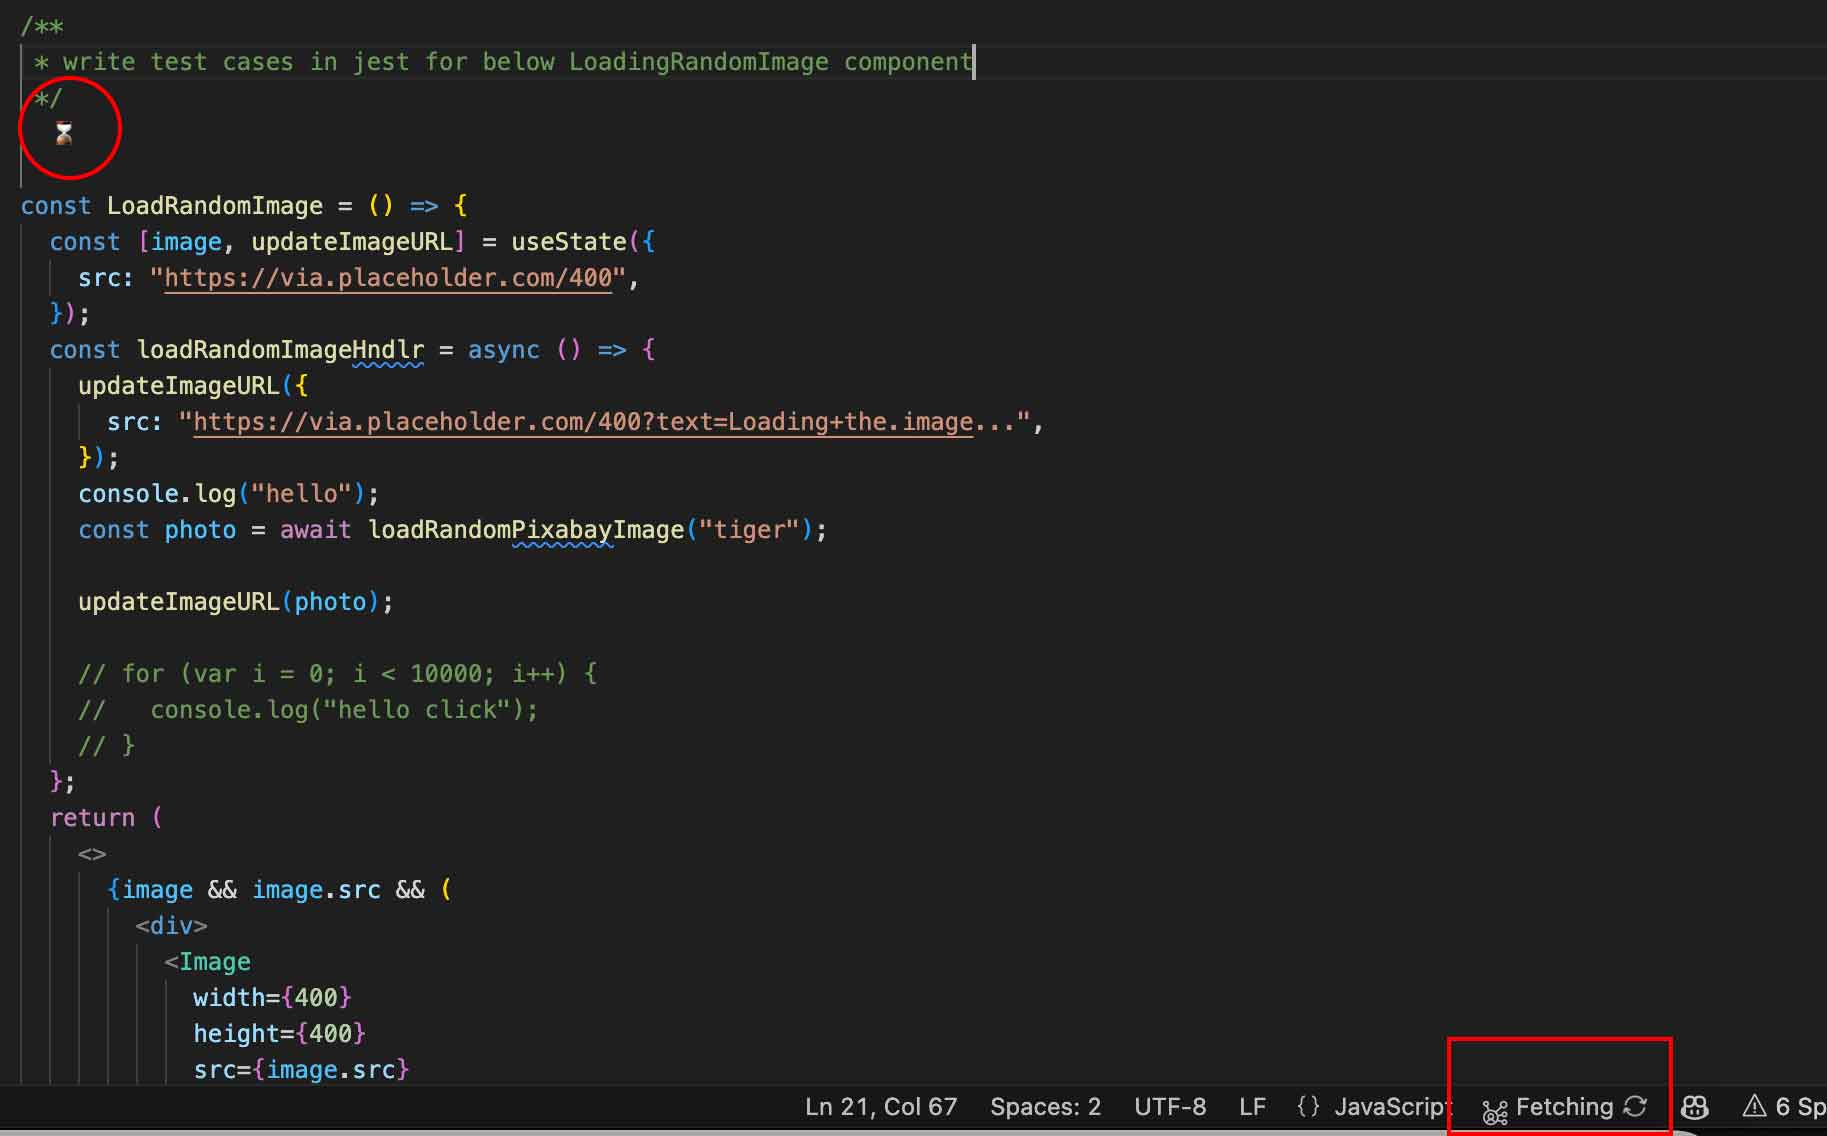 /**
* write test cases in jest for below LoadingRandomImage component
*/
const LoadRandomImage = () => {
const [image, updateImageURL] = useState({
src: "https://via.placeholder.com/400",
});
const loadRandomImageHndlr = async () => {
updateImageURL({
src: "https://via.placeholder.com/400?text=Loading+the.image...",
});
console.log("hello");
const photo = await loadRandomPixabayImage("tiger");
updateImageURL(photo);
// for (var i = 0; i < 10000; i++) {
//   console.log("hello click");
// }
};
return (
<>
{image && image.src && (
<div>
<Image
width={400}
height={400}
src={image.src}
Ln 21, Col 67 Spaces: 2 UTF-8 LF {} JavaScript Fetching 6 Sp